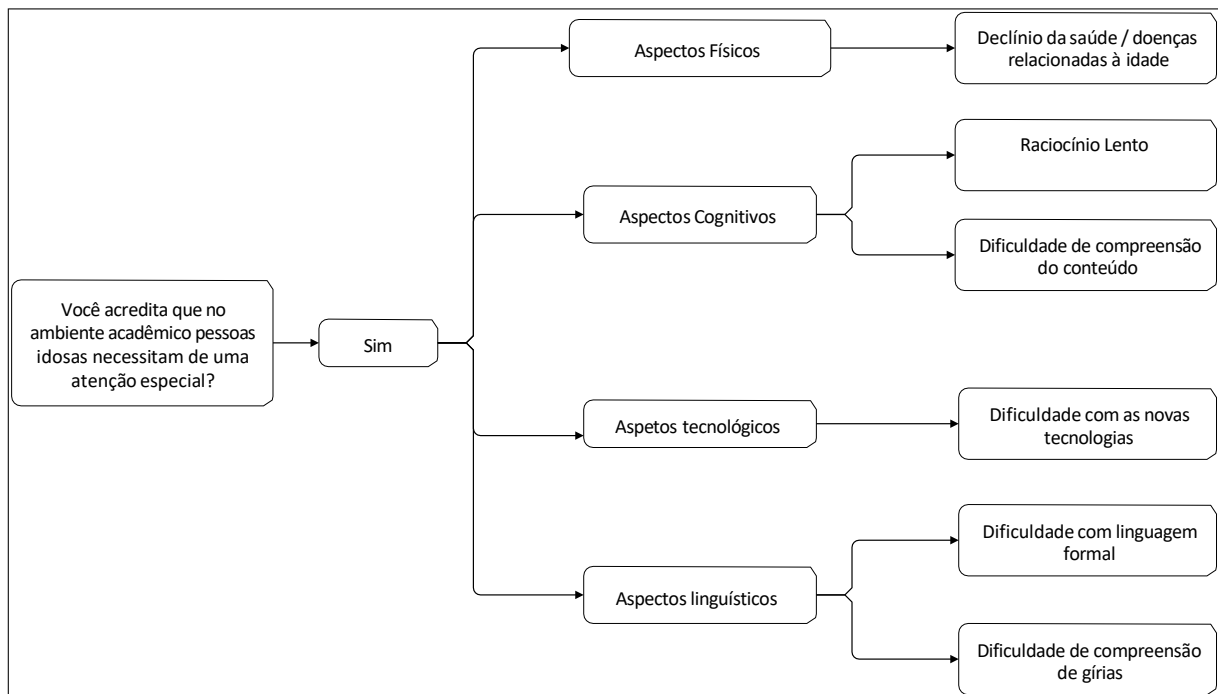 Você acredita que no
ambiente acadêmico pessoas
idosas necessitam de uma
atenção especial?
Sim
Aspectos Físicos
Declínio da saúde / doenças
relacionadas à idade
Aspectos Cognitivos
Raciocínio Lento
Dificuldade de compreensão
do conteúdo
Aspetos tecnológicos
Dificuldade com as novas
tecnologias
Aspectos linguísticos
Dificuldade com linguagem
formal
Dificuldade de compreensão
de gírias